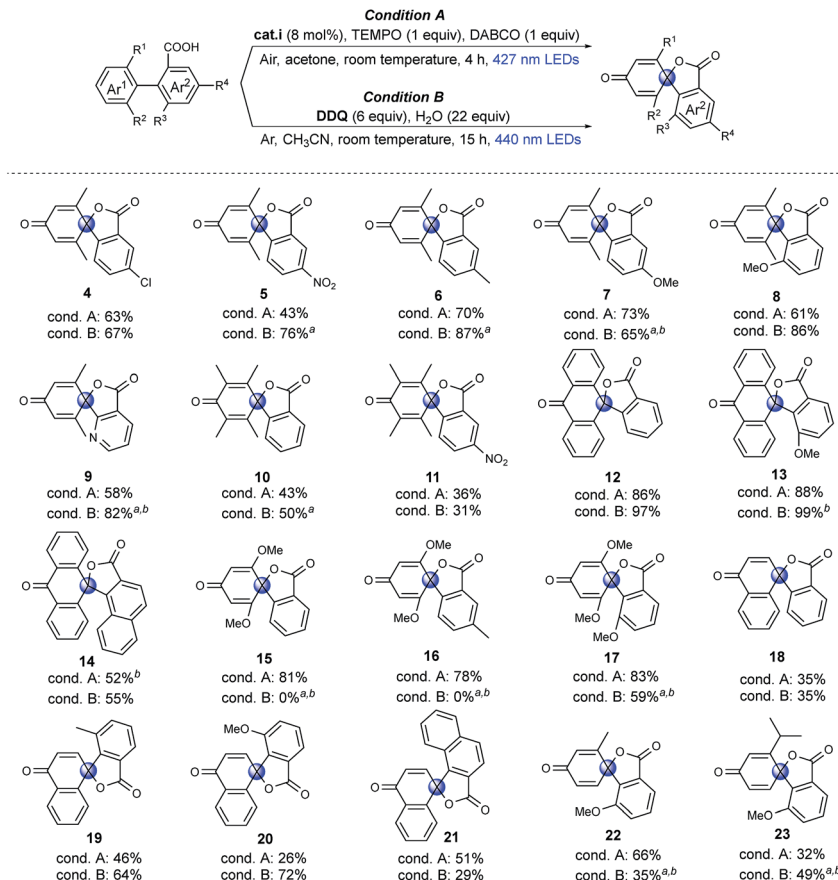 Condition A
cat.i (8 mol%), TEMPO (1 equiv), DABCO (1 equiv)
Air, acetone, room temperature, 4 h, 427 nm LEDs
Condition B
DDQ (6 equiv), H2O (22 equiv)
Ar, CH3CN, room temperature, 15 h, 440 nm LEDs
R1 COOH
Ar1 Ar2 R4
R2 R3
R1 O O
O
R2 Ar2
R3 R4
O O O
Cl
4
cond. A: 63%
cond. B: 67%
O O O
NO2
5
cond. A: 43%
cond. B: 76%a
O O O
6
cond. A: 70%
cond. B: 87%a
O O O
OMe
7
cond. A: 73%
cond. B: 65%a,b
O O O
MeO
8
cond. A: 61%
cond. B: 86%
O O O
N
9
cond. A: 58%
cond. B: 82%a,b
O O O
10
cond. A: 43%
cond. B: 50%a
O O O
NO2
11
cond. A: 36%
cond. B: 31%
O O O
12
cond. A: 86%
cond. B: 97%
O O O
OMe
13
cond. A: 88%
cond. B: 99%b
O O O
14
cond. A: 52%b
cond. B: 55%
OMe
O O O
MeO
15
cond. A: 81%
cond. B: 0%a,b
OMe
O O O
MeO
16
cond. A: 78%
cond. B: 0%a,b
OMe
O O O
MeO
MeO
17
cond. A: 83%
cond. B: 59%a,b
O O O
18
cond. A: 35%
cond. B: 35%
O O O
19
cond. A: 46%
cond. B: 64%
MeO
O O O
20
cond. A: 26%
cond. B: 72%
O O O
21
cond. A: 51%
cond. B: 29%
O O O
MeO
22
cond. A: 66%
cond. B: 35%a,b
O O O
MeO
23
cond. A: 32%
cond. B: 49%a,b